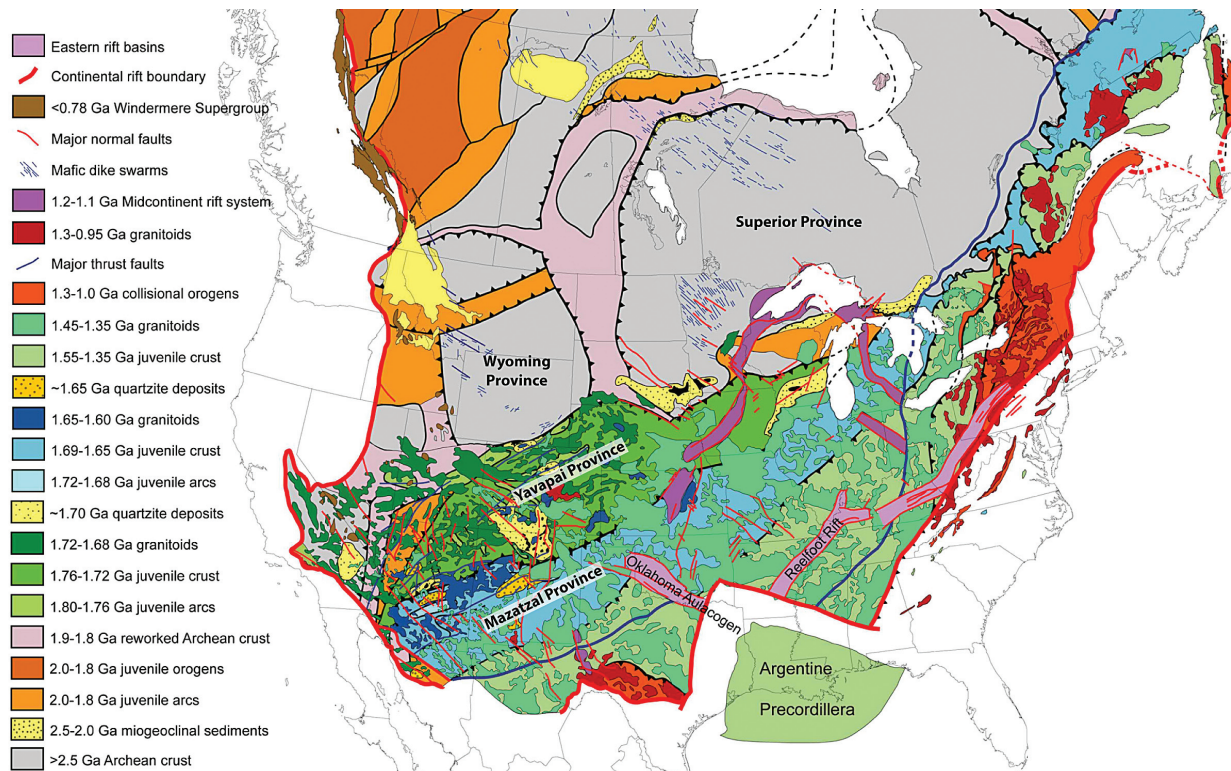 Eastern rift basins
Continental rift boundary
<0.78 Ga Windermere Supergroup
Major normal faults
Mafic dike swarms
1.2-1.1 Ga Midcontinent rift system
1.3-0.95 Ga granitoids
Major thrust faults
1.3-1.0 Ga collisional orogens
1.45-1.35 Ga granitoids
1.55-1.35 Ga juvenile crust
~1.65 Ga quartzite deposits
1.65-1.60 Ga granitoids
1.69-1.65 Ga juvenile crust
1.72-1.68 Ga juvenile arcs
~1.70 Ga quartzite deposits
1.72-1.68 Ga granitoids
1.76-1.72 Ga juvenile crust
1.80-1.76 Ga juvenile arcs
1.9-1.8 Ga reworked Archean crust
2.0-1.8 Ga juvenile orogens
2.0-1.8 Ga juvenile arcs
2.5-2.0 Ga miogeoclinal sediments
>2.5 Ga Archean crust
Superior Province
Wyoming
Province
Yavapai Province
Mazatzal Province
Oklahoma-Aulacogen
Reelfoot Rift
Argentine
Precordillera